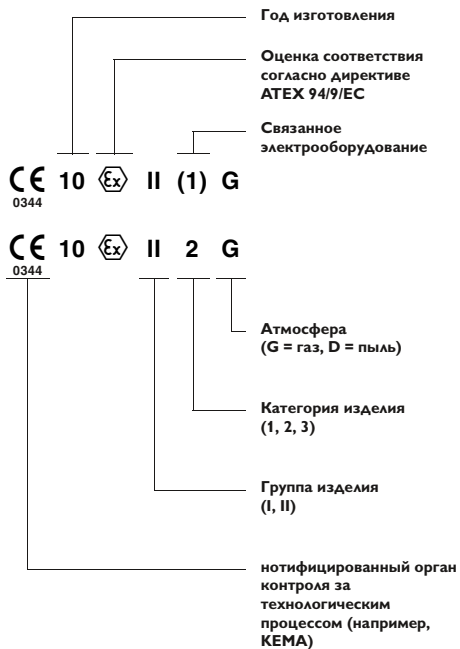 Год изготовления
Оценка соответствия
согласно директиве
ATEX 94/9/EC
Связанное
электрооборудование
CE 10 Ex II (1) G
0344
CE 10 Ex II 2 G
0344
Атмосфера
(G = газ, D = пыль)
Категория изделия
(1, 2, 3)
Группа изделия
(I, II)
нотифицированный орган
контроля за
технологическим
процессом (например,
KEMA)